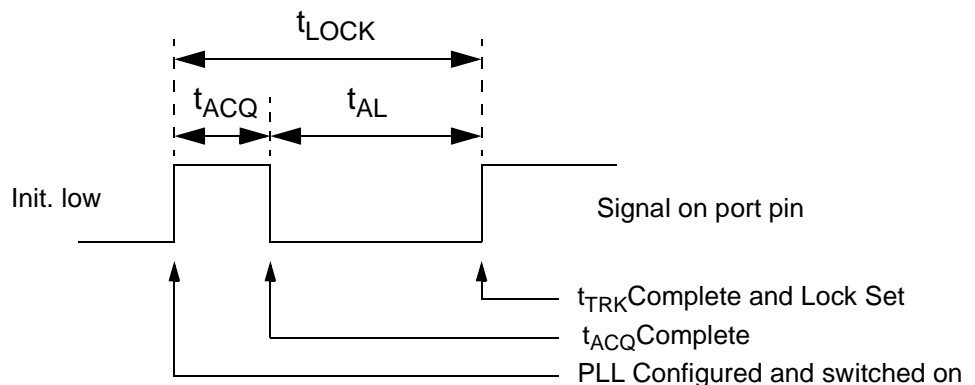 tLOCK
tACQ
tAL
Init. low
Signal on port pin
tTRKComplete and Lock Set
tACQComplete
PLL Configured and switched on